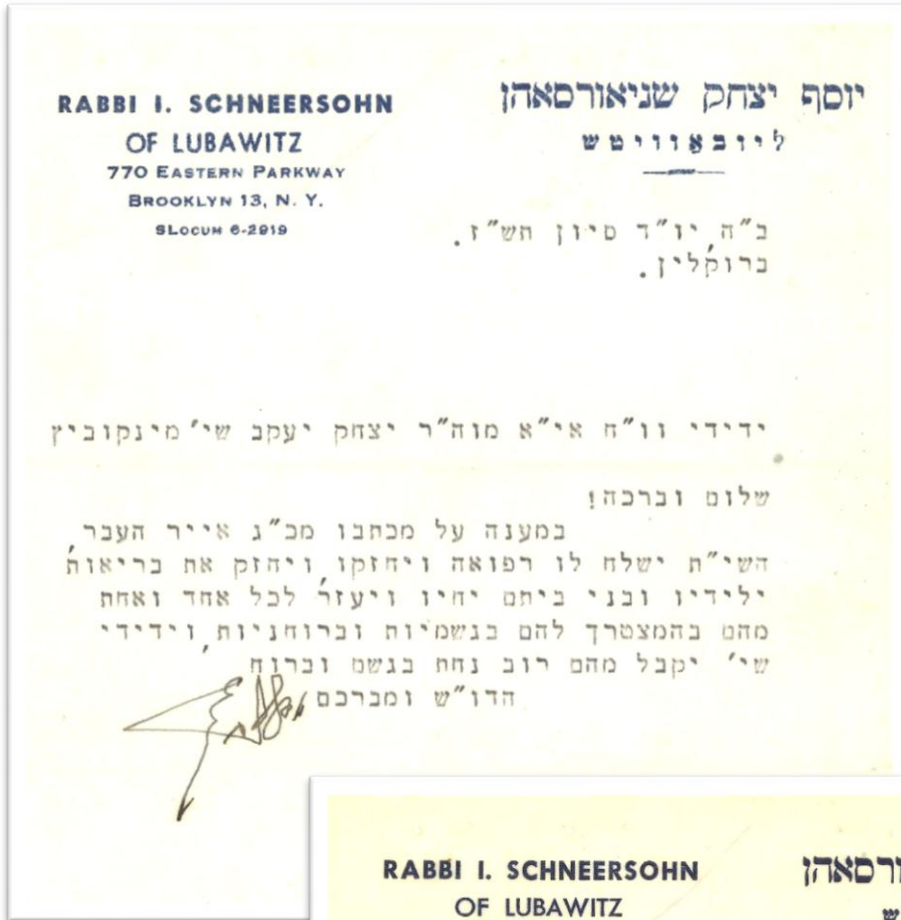 RABBI I. SCHNEERSOHN
OF LUBAWITZ
770 EASTERN PARKWAY
BROOKLYN 13, N. Y.
SLOCUM 6-2919
יוסף יצחק שניאורסאהן
ליובאוויטש
ב"ה, יו"ד סיון תש"ז.
ברוקלין.
ידידי וו"ח אי"א מוה"ר יצחק יעקב שי' מינקוביץ
שלום וברכה!
במענה על מכתבו מכ"ג אייר העבר,
השי"ת ישלח לו רפואה ויחזקו, ויחזק את בריאות
ילידיו ובני ביתם יחיו ויעזר לכל אחד ואחת
מהם בהמצטרך להם בגשמיות וברוחניות, וידידי
שי' יקבל מהם רוב נחת בגשם וברוח
הדו"ש ומברכם
RABBI I. SCHNEERSOHN
OF LUBAWITZ